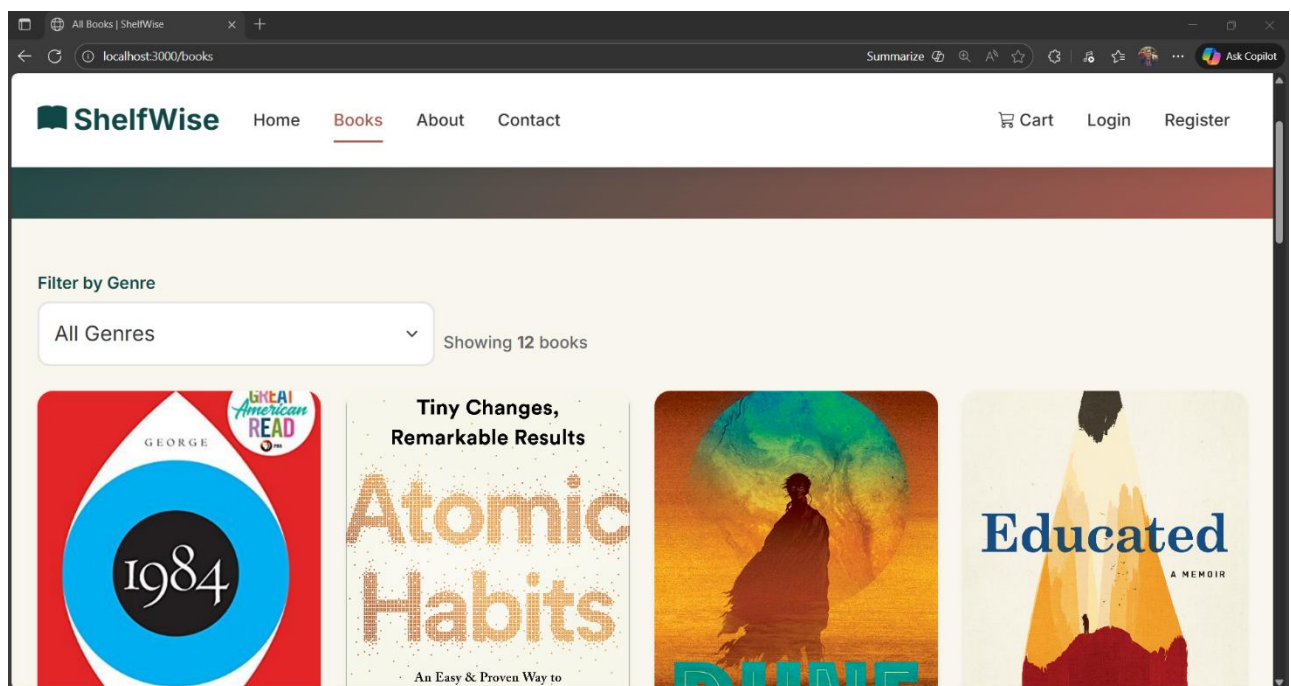 All Books | ShelfWise
localhost:3000/books
Summarize
Ask Copilot
ShelfWise
Home
Books
About
Contact
Cart
Login
Register
Filter by Genre
All Genres
Showing 12 books
GREAT
American
READ
PBS
GEORGE
1984
Tiny Changes,
Remarkable Results
Atomic
Habits
An Easy & Proven Way to
DUNE
Educated
A MEMOIR